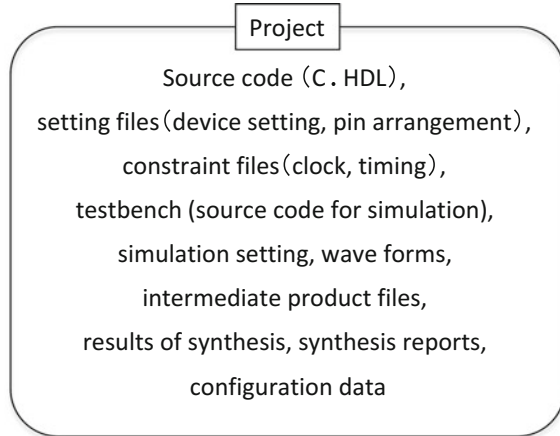 Project
Source code (C . HDL),
setting files(device setting, pin arrangement),
constraint files(clock, timing),
testbench (source code for simulation),
simulation setting, wave forms,
intermediate product files,
results of synthesis, synthesis reports,
configuration data